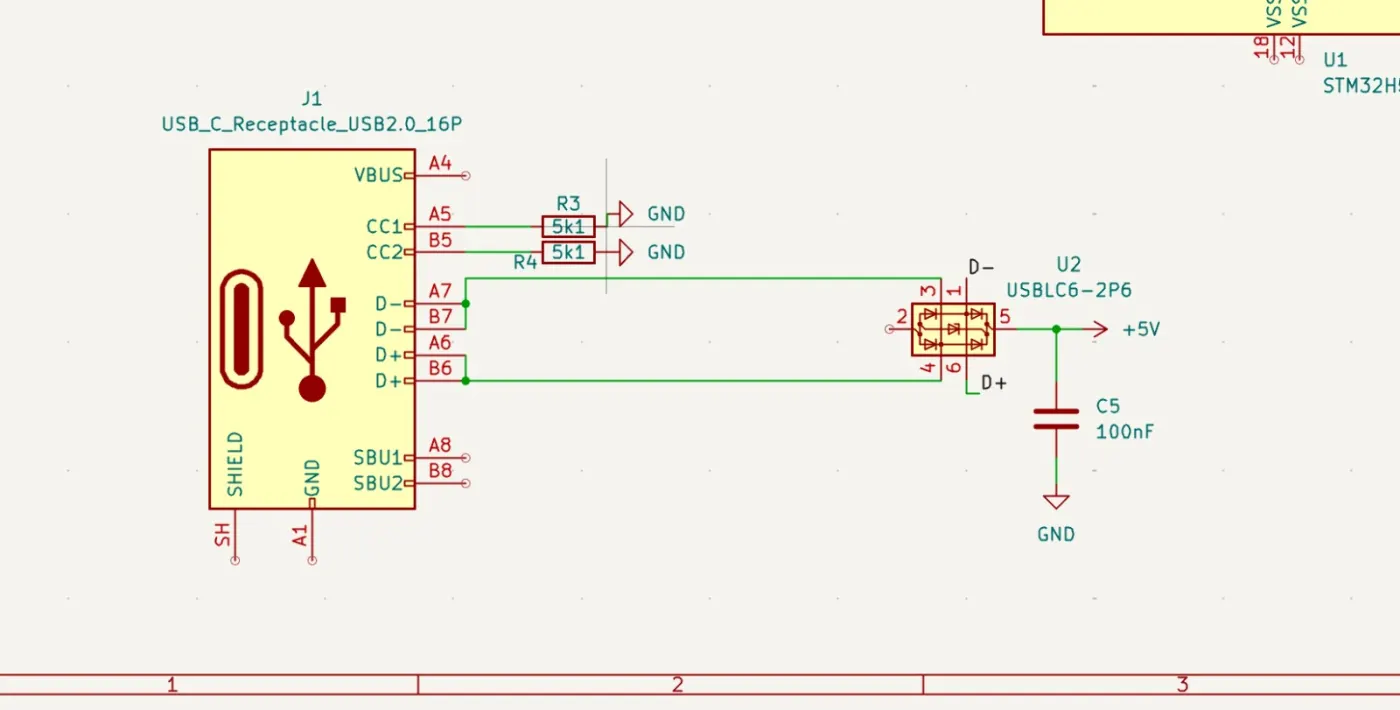 VSS VSS
18 12
U1
STM32H
J1
USB_C_Receptacle_USB2.0_16P
VBUS A4
CC1 A5
CC2 B5
R3
5k1 GND
R4 5k1 GND
D- A7
D- B7
D+ A6
D+ B6
D-
U2
USBLC6-2P6
3 1
2 5
4 6
+5V
D+
C5
100nF
GND
SBU1 A8
SBU2 B8
SHIELD GND
SH A1
1 2 3